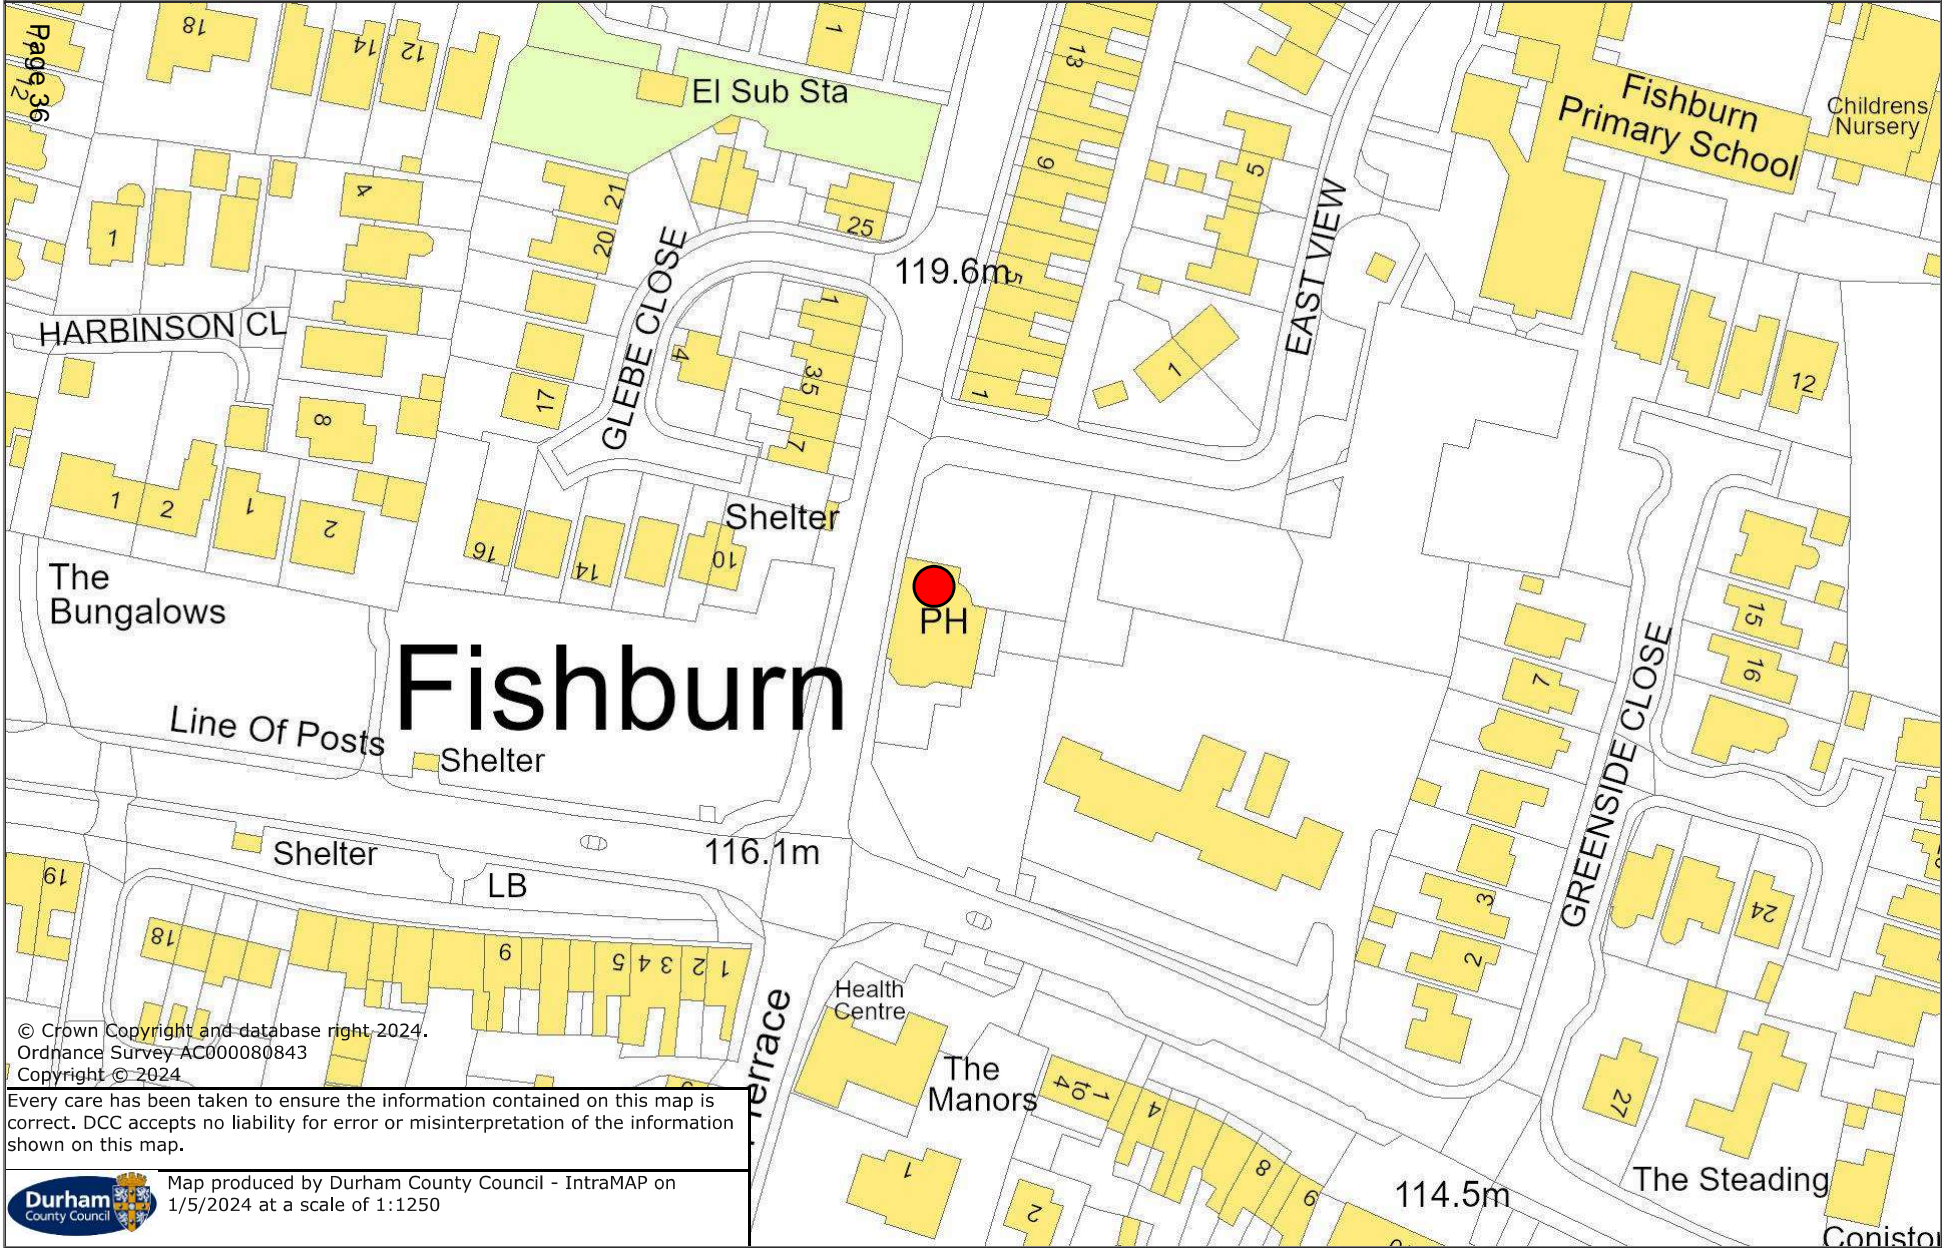 Page 36
18
14
12
1
13
El Sub Sta
Fishburn
Primary School
Childrens
Nursery
9
5
4
21
1
25
20
EAST VIEW
119.6m
5
GLEBE CLOSE
1
HARBINSON CL
4
35
1
12
17
1
8
7
1
2
1
2
Shelter
16
14
10
The
Bungalows
PH
15
16
Fishburn
7
GREENSIDE CLOSE
Line Of Posts
Shelter
116.1m
Shelter
LB
19
3
24
18
9
5
4
3
2
1
2
Health
Centre
Terrace
The
Manors
1
to
4
4
27
1
8
9
2
The Steading
114.5m
© Crown Copyright and database right 2024.
Ordnance Survey AC000080843
Copyright © 2024
Every care has been taken to ensure the information contained on this map is
correct. DCC accepts no liability for error or misinterpretation of the information
shown on this map.
Durham
County Council
Map produced by Durham County Council - IntraMAP on
1/5/2024 at a scale of 1:1250